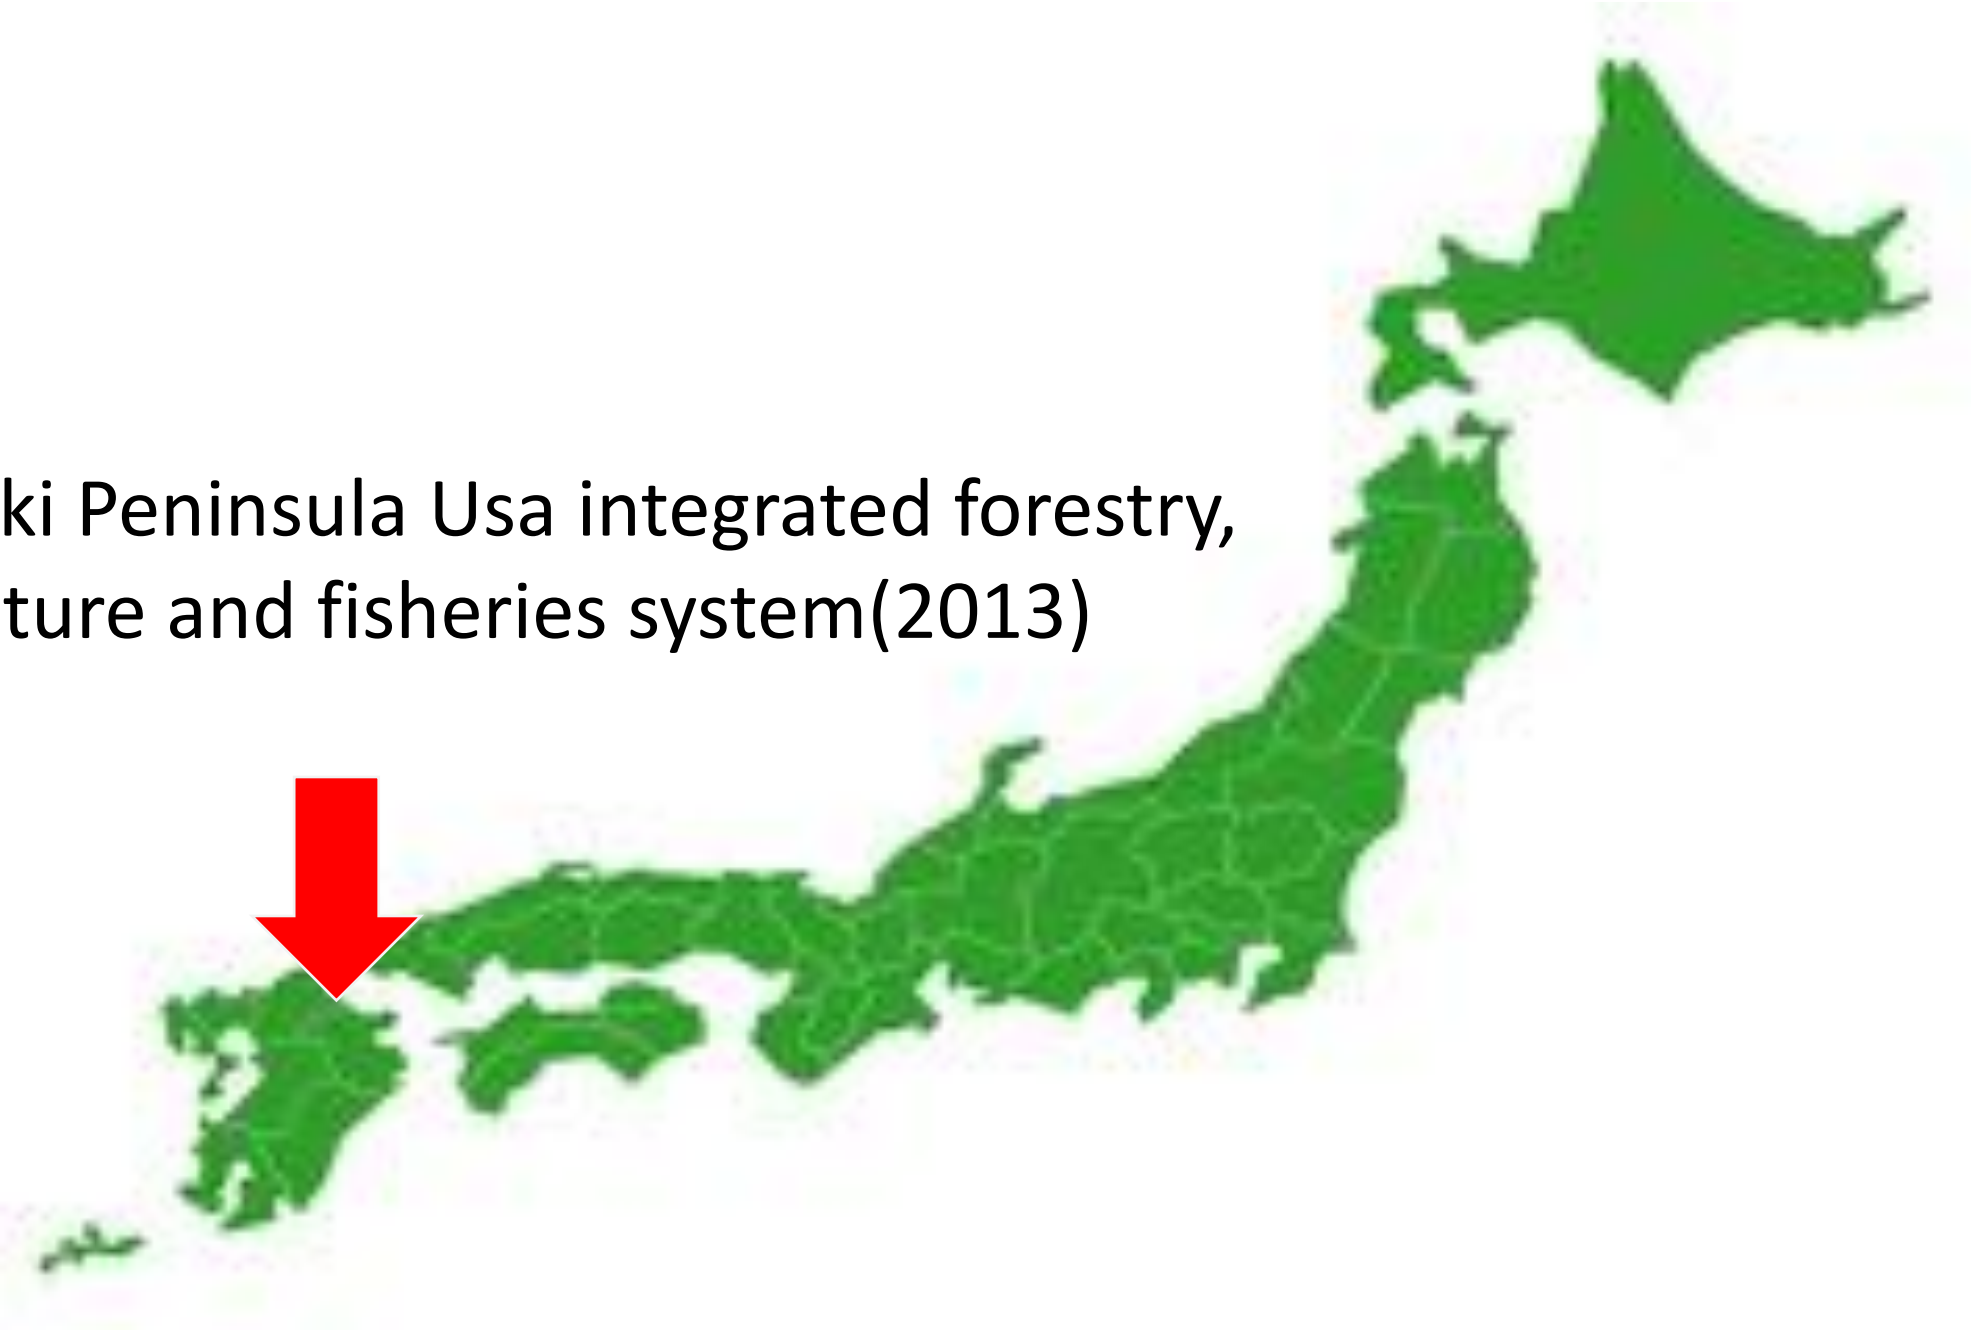 ki Peninsula Usa integrated forestry,
ture and fisheries system(2013)